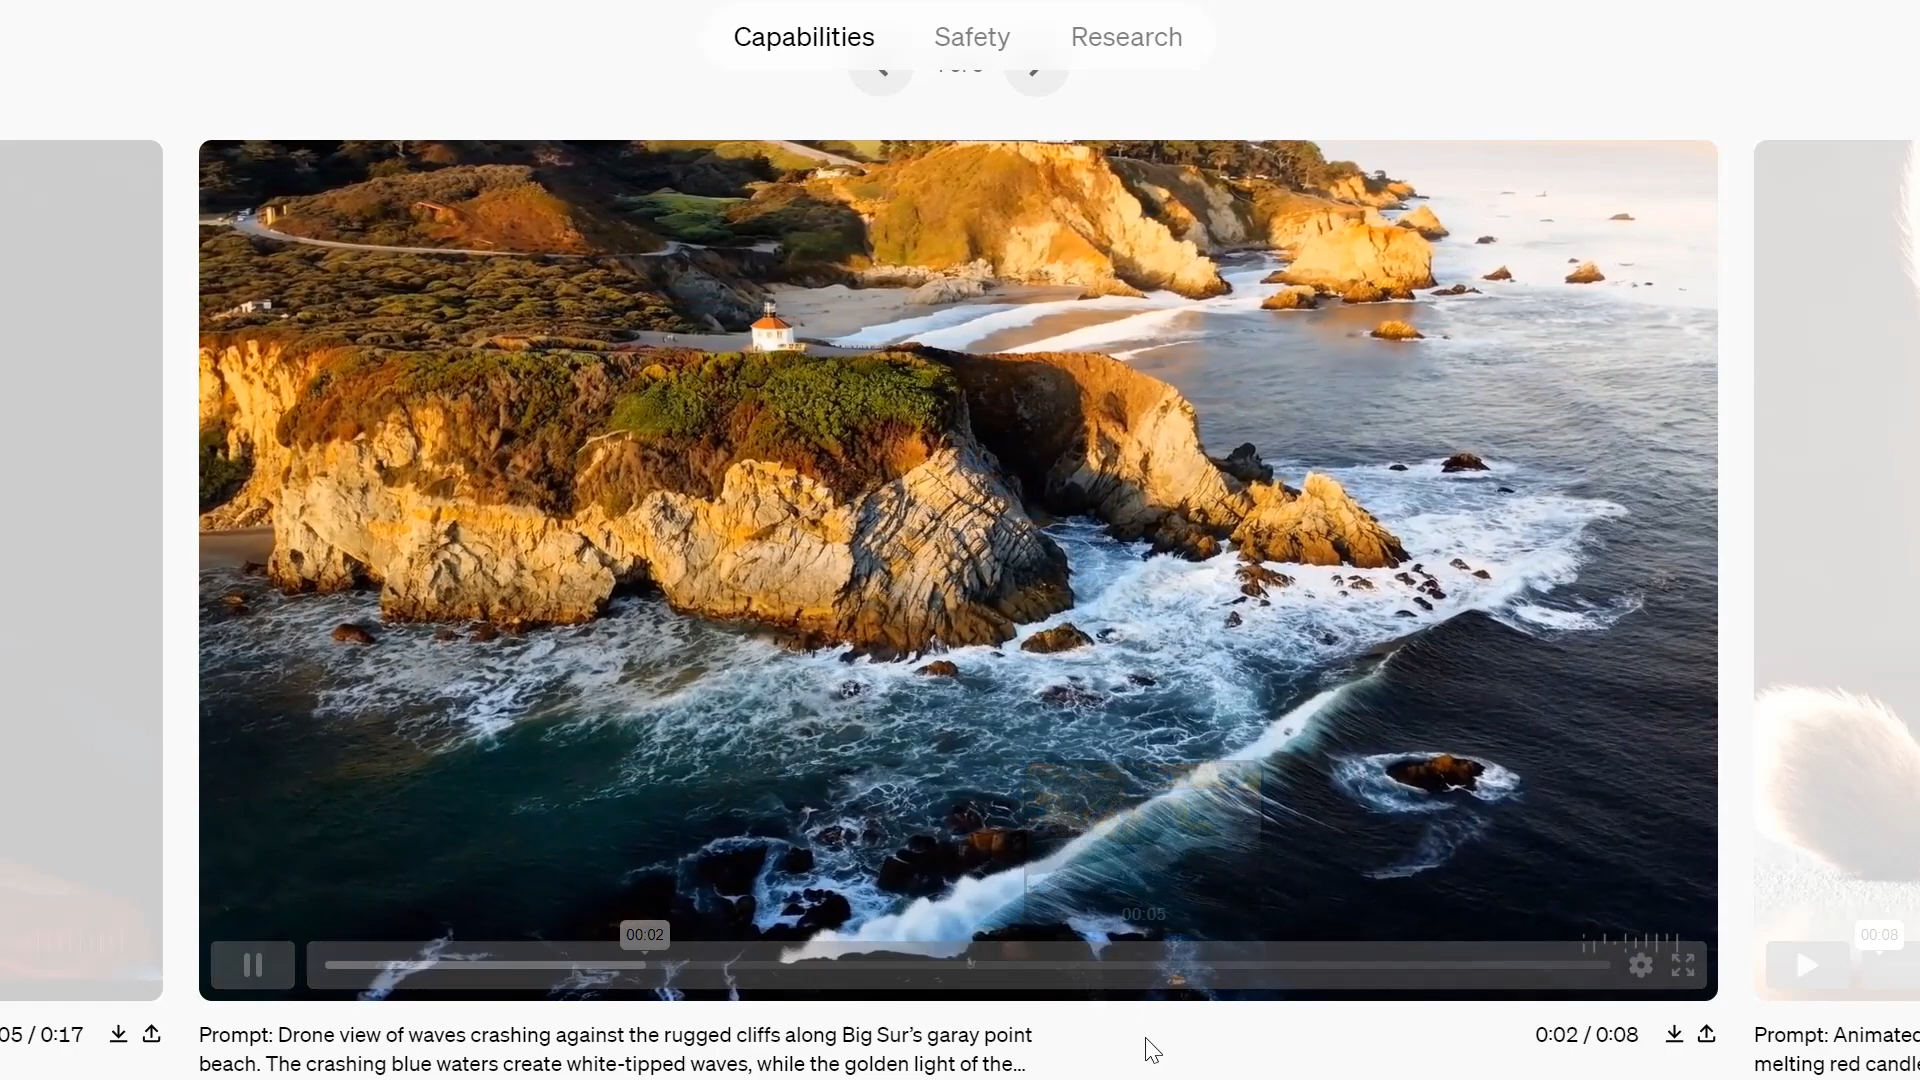 Capabilities Safety Research
00:05
00:02
00:08
05 / 0:17
Prompt: Drone view of waves crashing against the rugged cliffs along Big Sur’s garay point
beach. The crashing blue waters create white-tipped waves, while the golden light of the...
0:02 / 0:08
Prompt: Animated
melting red candle